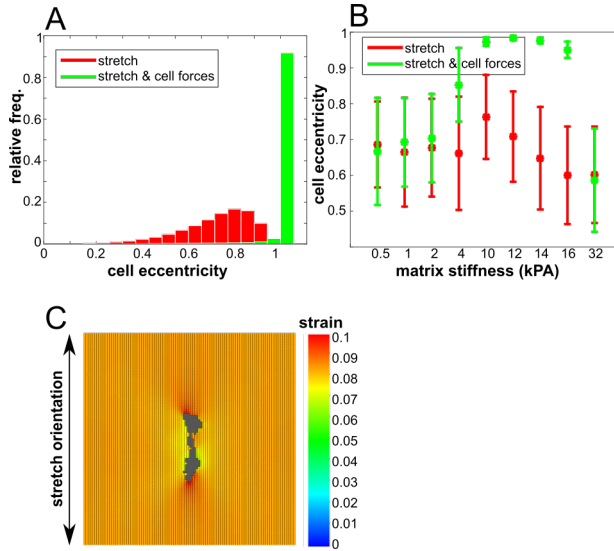 A
relative freq.
1
0.8
0.6
0.4
0.2
0
stretch
stretch & cell forces
0 0.2 0.4 0.6 0.8 1
cell eccentricity
B
cell eccentricity
1
0.9
0.8
0.7
0.6
0.5
stretch
stretch & cell forces
0.5 1 2 4 10 12 14 16 32
matrix stiffness (kPA)
C
stretch orientation
strain
0.1
0.09
0.08
0.07
0.06
0.05
0.04
0.03
0.02
0.01
0